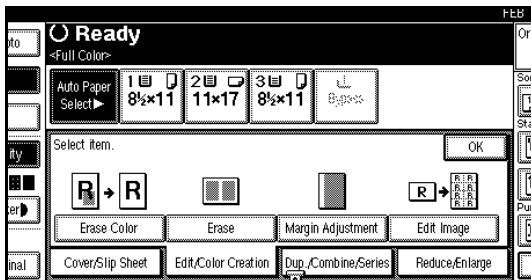 FEB
Ready
<Full Color>
Auto Paper Select▶
1 8½×11
2 11×17
3 8½×11
Select item.
OK
R → R
R → R R R R R R R R
Erase Color
Erase
Margin Adjustment
Edit Image
Cover/Slip Sheet
Edit/Color Creation
Dup./Combine/Series
Reduce/Enlarge